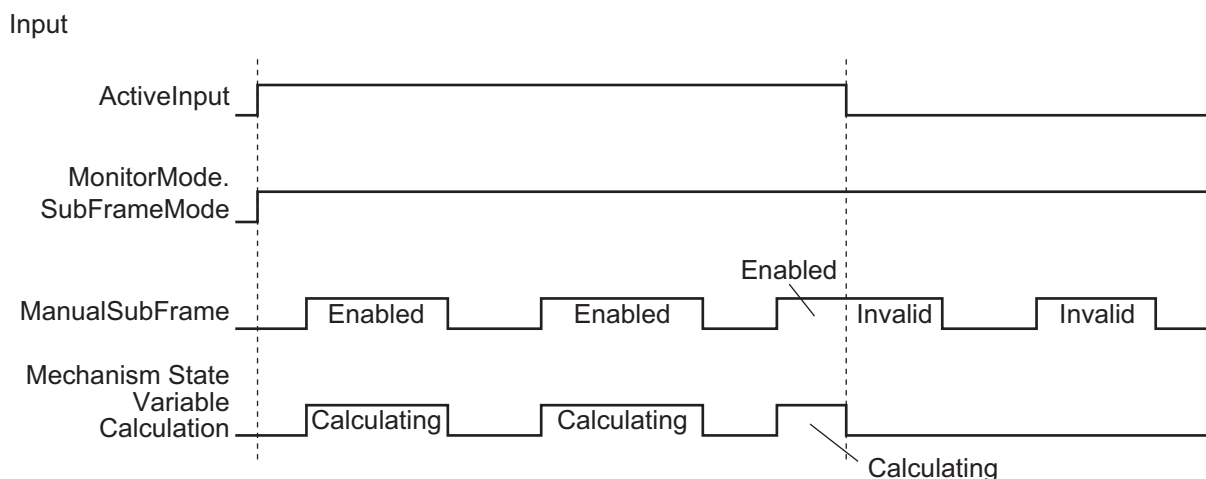 Input
ActiveInput
MonitorMode.
SubFrameMode
Enabled
ManualSubFrame Enabled Enabled Invalid Invalid
Mechanism State
Variable
Calculation Calculating Calculating
Calculating